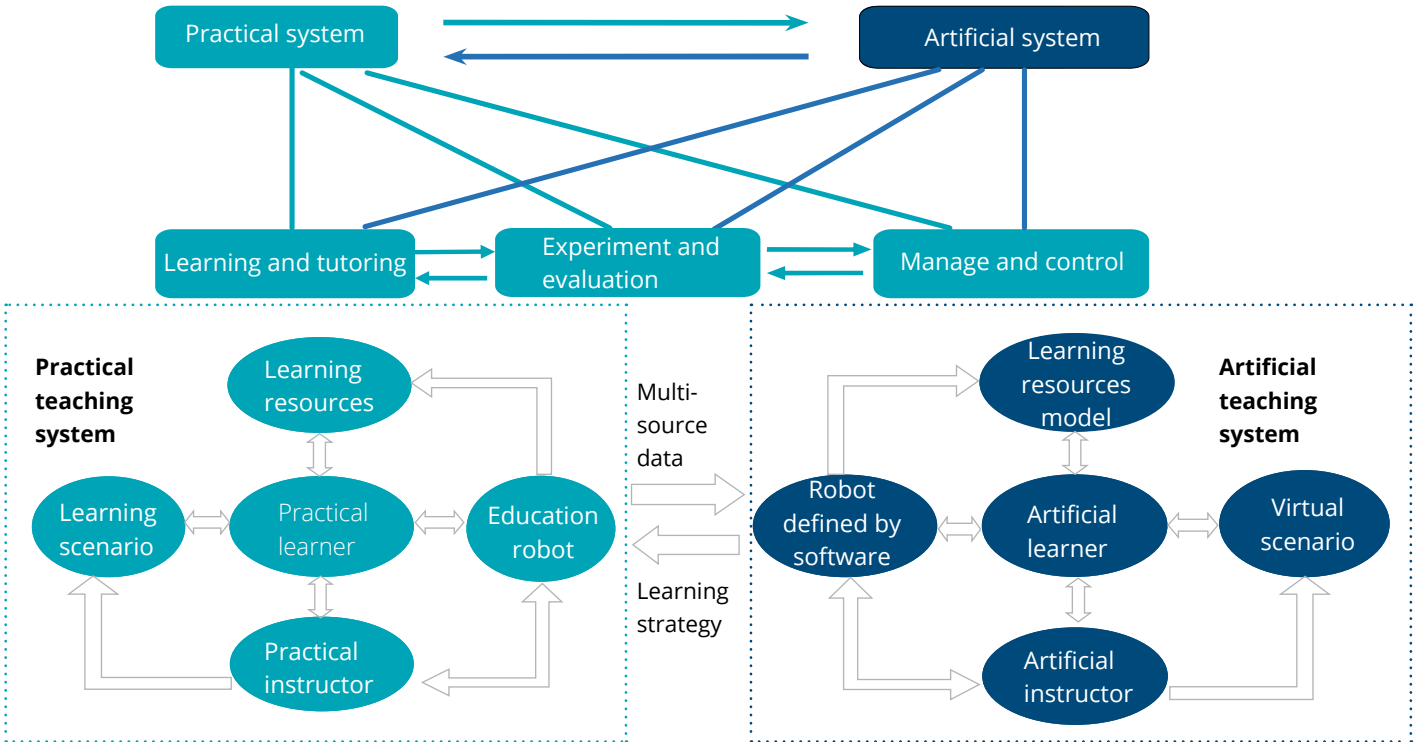 Practical system
Artificial system
Learning and tutoring
Experiment and
evaluation
Manage and control
Practical
teaching
system
Learning
resources
Learning
scenario
Practical
learner
Education
robot
Practical
instructor
Multi-
source
data
Learning
strategy
Learning
resources
model
Artificial
teaching
system
Robot
defined by
software
Artificial
learner
Virtual
scenario
Artificial
instructor